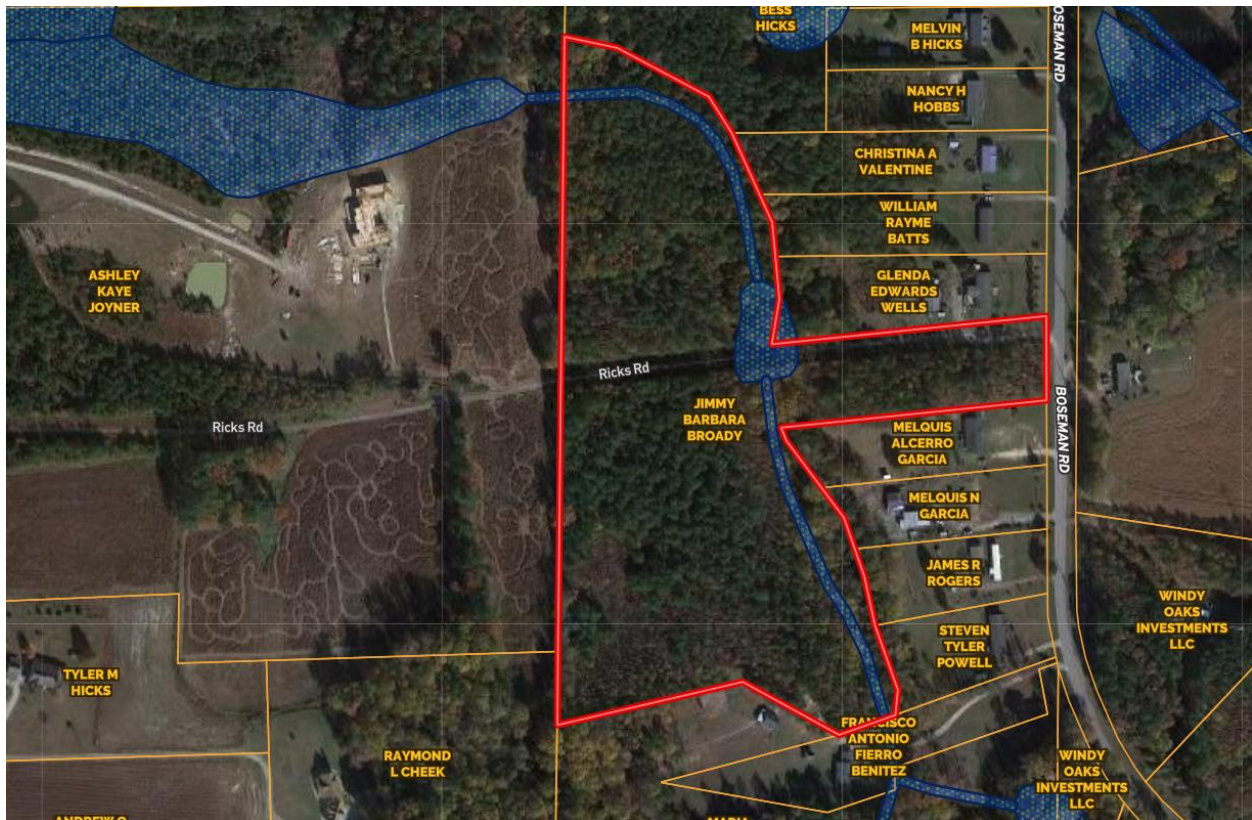 BESS
HICKS
MELVIN
B HICKS
BOSEMAN RD
NANCY H
HOBBS
CHRISTINA A
VALENTINE
WILLIAM
RAYME
BATTS
GLENDA
EDWARDS
WELLS
ASHLEY
KAYE
JOYNER
Ricks Rd
Ricks Rd
JIMMY
BARBARA
BROADY
BOSEMAN RD
MELQUIS
ALCERRO
GARCIA
MELQUIS N
GARCIA
JAMES R
ROGERS
STEVEN
TYLER
POWELL
WINDY
OAKS
INVESTMENTS
LLC
TYLER M
HICKS
RAYMOND
L CHEEK
FRANCISCO
ANTONIO
FIERRO
BENITEZ
WINDY
OAKS
INVESTMENTS
LLC